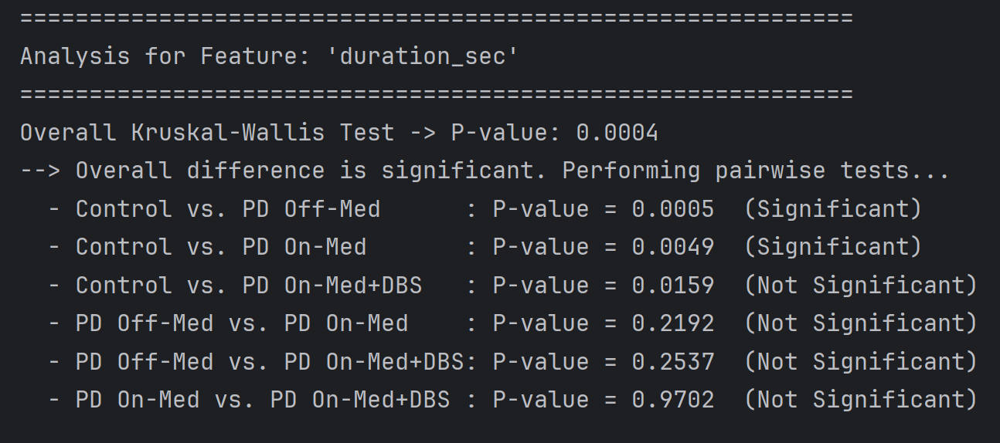 ============================================================
Analysis for Feature: 'duration_sec'
============================================================
Overall Kruskal-Wallis Test -> P-value: 0.0004
--> Overall difference is significant. Performing pairwise tests...
  - Control vs. PD Off-Med      : P-value = 0.0005  (Significant)
  - Control vs. PD On-Med       : P-value = 0.0049  (Significant)
  - Control vs. PD On-Med+DBS   : P-value = 0.0159  (Not Significant)
  - PD Off-Med vs. PD On-Med    : P-value = 0.2192  (Not Significant)
  - PD Off-Med vs. PD On-Med+DBS: P-value = 0.2537  (Not Significant)
  - PD On-Med vs. PD On-Med+DBS : P-value = 0.9702  (Not Significant)